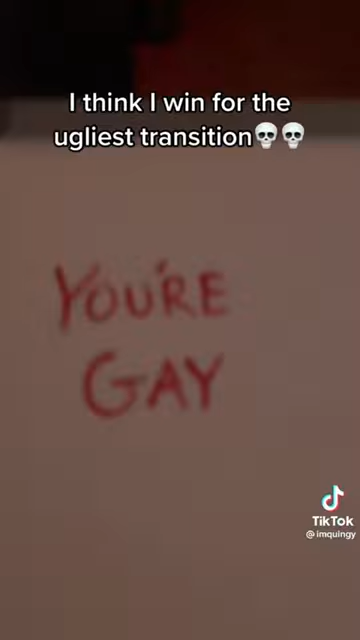 I think I win for the
ugliest transition💀💀
YOU'RE
GAY
TikTok
@imquingy